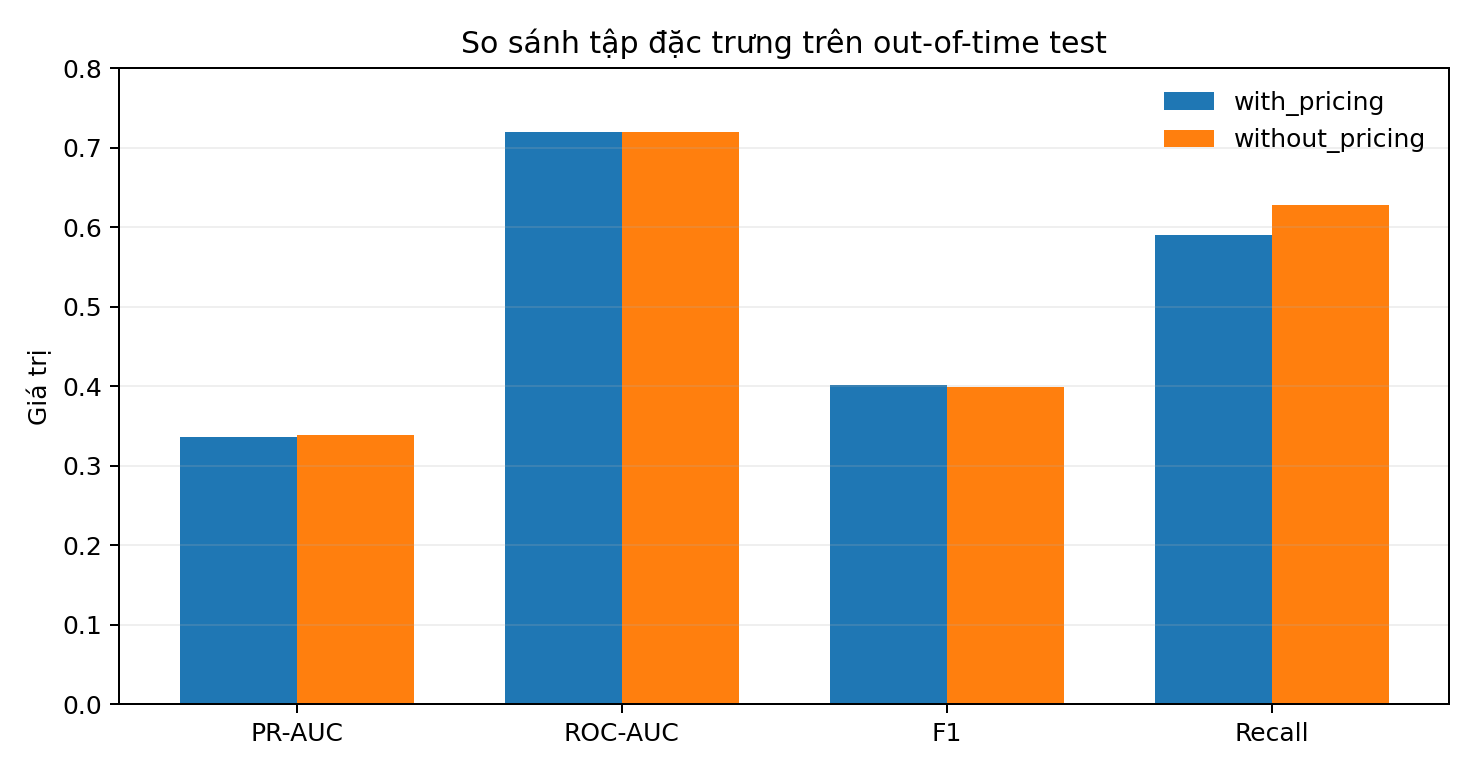 So sánh tập đặc trưng trên out-of-time test
with_pricing
without_pricing
Giá trị
0.8
0.7
0.6
0.5
0.4
0.3
0.2
0.1
0.0
PR-AUC
ROC-AUC
F1
Recall